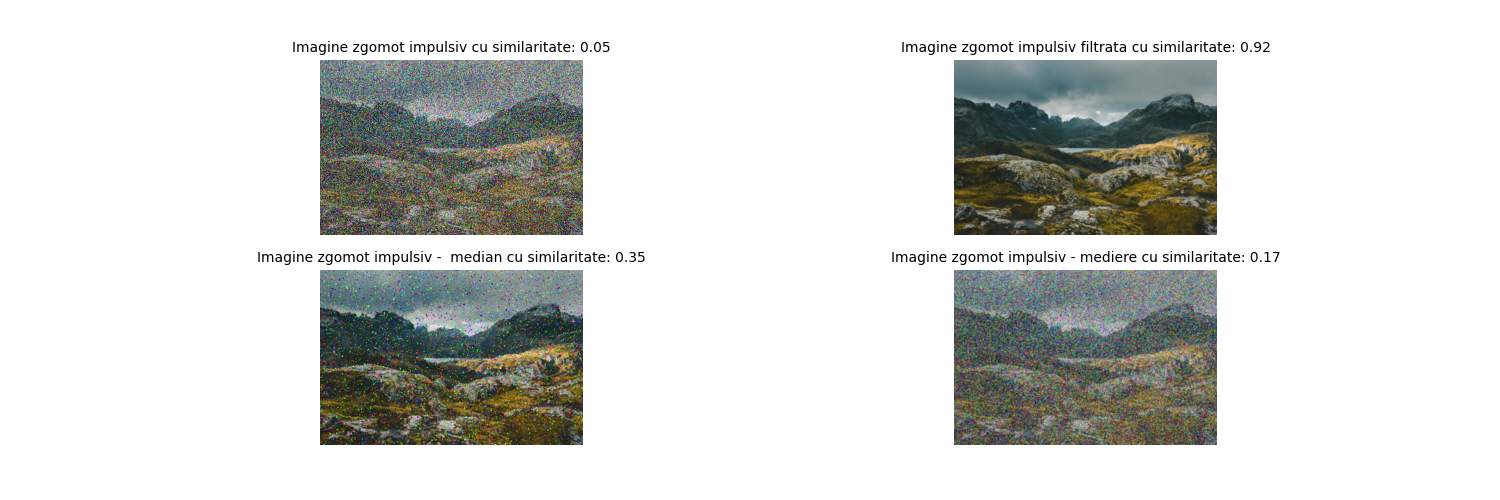 Imagine zgomot impulsiv cu similaritate: 0.05
Imagine zgomot impulsiv filtrata cu similaritate: 0.92
Imagine zgomot impulsiv -  median cu similaritate: 0.35
Imagine zgomot impulsiv - mediere cu similaritate: 0.17